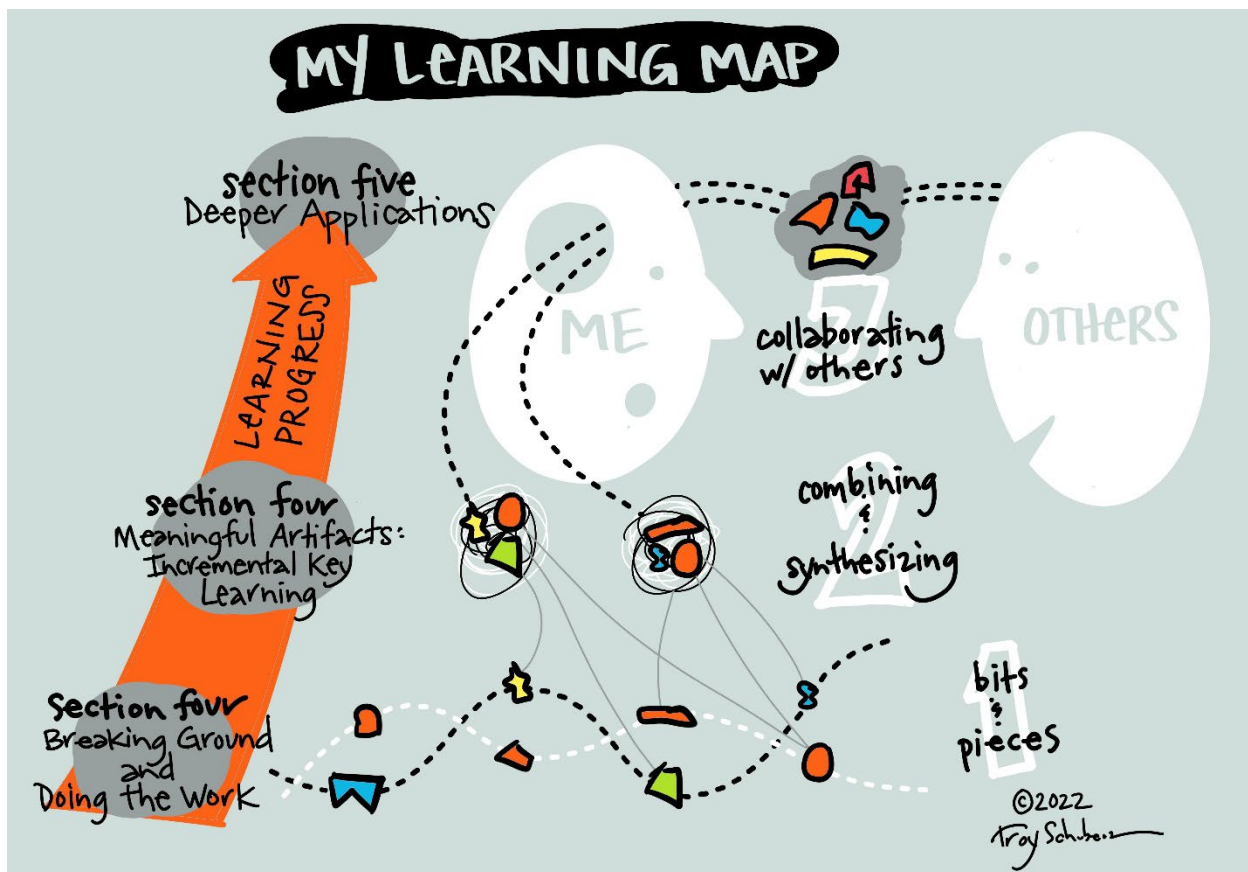 MY LEARNING MAP
section five
Deeper Applications
LEARNING
PROGRESS
ME
OTHERS
3
collaborating
w/ others
section four
Meaningful Artifacts:
Incremental Key
Learning
2
combining
&
synthesizing
section four
Breaking Ground
and
Doing the Work
1
bits
&
pieces
©2022
Troy